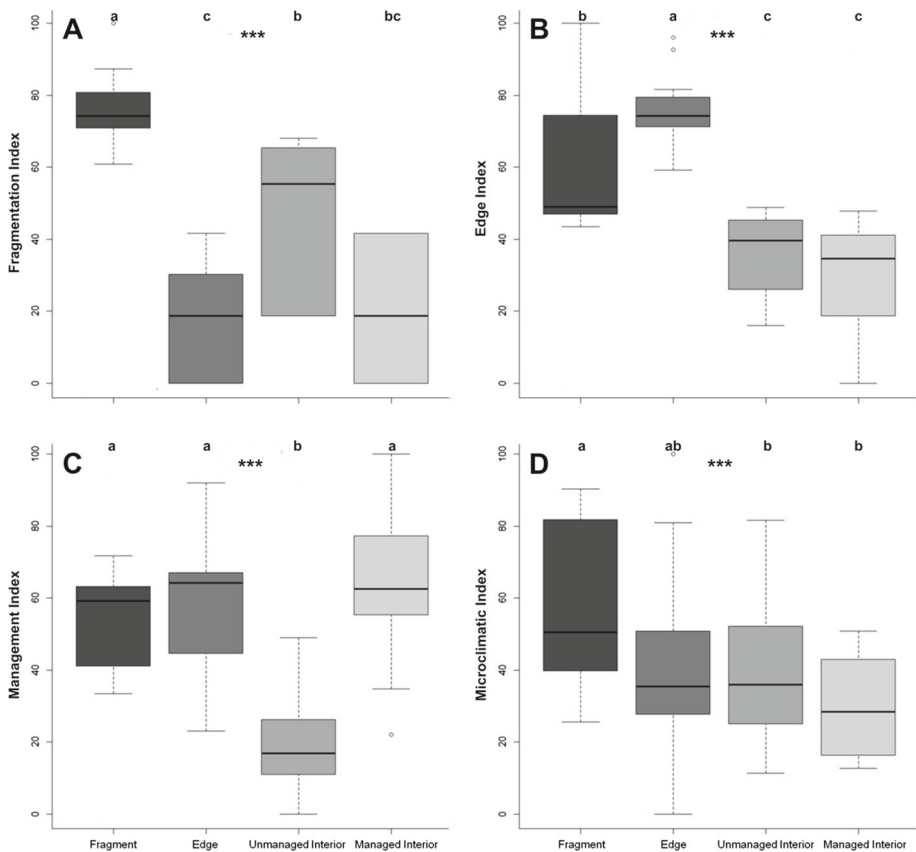 A
a c b bc
***
Fragmentation Index
100
80
60
40
20
0
B
b a c c
***
Edge Index
100
80
60
40
20
0
C
a a b a
***
Management Index
100
80
60
40
20
0
Fragment Edge Unmanaged Interior Managed Interior
D
a ab b b
***
Microclimatic Index
100
80
60
40
20
0
Fragment Edge Unmanaged Interior Managed Interior